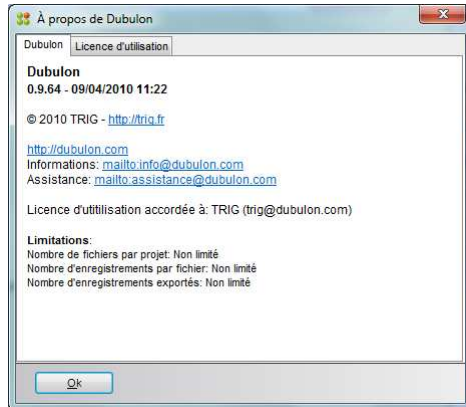 À propos de Dubulon
Dubulon Licence d'utilisation
Dubulon
0.9.64 - 09/04/2010 11:22
© 2010 TRIG - http://trig.fr
http://dubulon.com
Informations: mailto:info@dubulon.com
Assistance: mailto:assistance@dubulon.com
Licence d'utitilisation accordée à: TRIG (trig@dubulon.com)
Limitations:
Nombre de fichiers par projet: Non limité
Nombre d'enregistrements par fichier: Non limité
Nombre d'enregistrements exportés: Non limité
Ok